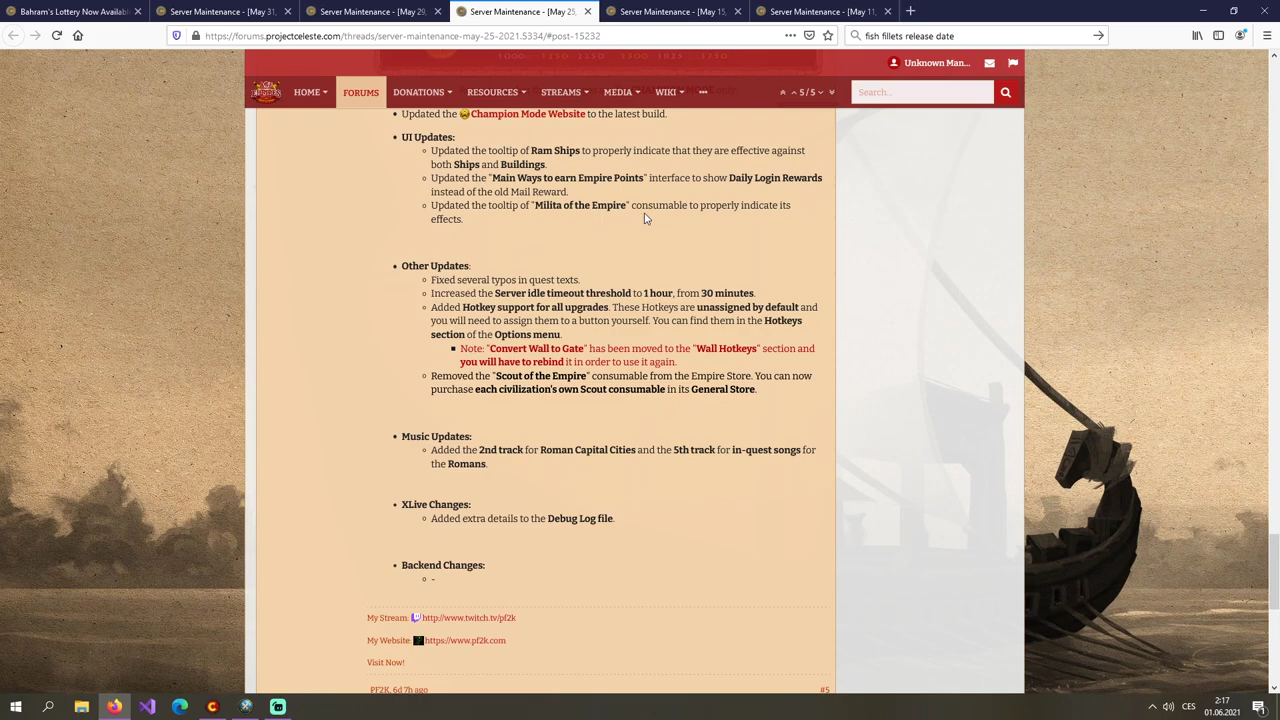 Bahram's Lottery Now Availabl
Server Maintenance - [May 31,
Server Maintenance - [May 29,
Server Maintenance - [May 25,
Server Maintenance - [May 15,
Server Maintenance - [May 11,
https://forums.projectceleste.com/threads/server-maintenance-may-25-2021.5334/#post-15232
fish fillets release date
Unknown Man...
HOME FORUMS DONATIONS RESOURCES STREAMS MEDIA WIKI 5 / 5 Search...
Updated the Champion Mode Website to the latest build.
UI Updates:
Updated the tooltip of Ram Ships to properly indicate that they are effective against
both Ships and Buildings.
Updated the "Main Ways to earn Empire Points" interface to show Daily Login Rewards
instead of the old Mail Reward.
Updated the tooltip of "Milita of the Empire" consumable to properly indicate its
effects.
Other Updates:
Fixed several typos in quest texts.
Increased the Server idle timeout threshold to 1 hour, from 30 minutes.
Added Hotkey support for all upgrades. These Hotkeys are unassigned by default and
you will need to assign them to a button yourself. You can find them in the Hotkeys
section of the Options menu.
Note: "Convert Wall to Gate" has been moved to the "Wall Hotkeys" section and
you will have to rebind it in order to use it again.
Removed the "Scout of the Empire" consumable from the Empire Store. You can now
purchase each civilization's own Scout consumable in its General Store.
Music Updates:
Added the 2nd track for Roman Capital Cities and the 5th track for in-quest songs for
the Romans.
XLive Changes:
Added extra details to the Debug Log file.
Backend Changes:
-
My Stream: http://www.twitch.tv/pf2k
My Website: https://www.pf2k.com
Visit Now!
PF2K, 6d 7h ago #5
CES
2:17
01.06.2021